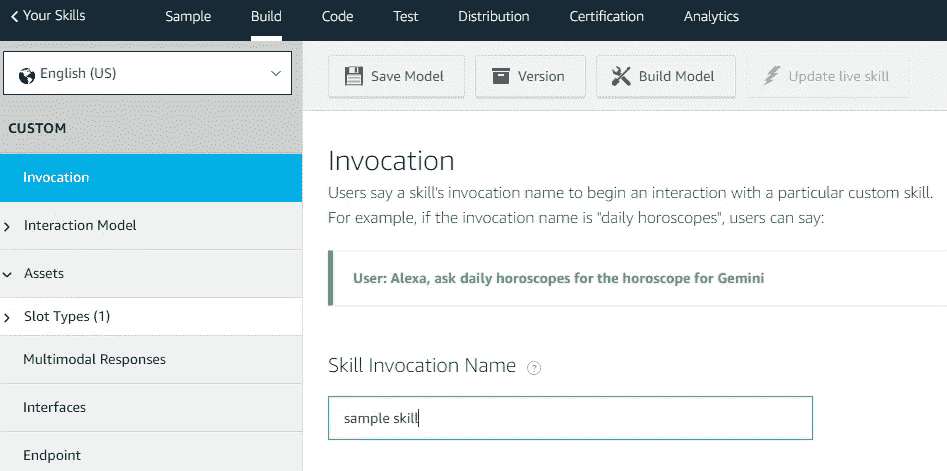 Your Skills
Sample
Build
Code
Test
Distribution
Certification
Analytics
English (US)
Save Model
Version
Build Model
Update live skill
CUSTOM
Invocation
Interaction Model
Assets
Slot Types (1)
Multimodal Responses
Interfaces
Endpoint
Invocation
Users say a skill's invocation name to begin an interaction with a particular custom skill.
For example, if the invocation name is "daily horoscopes", users can say:
User: Alexa, ask daily horoscopes for the horoscope for Gemini
Skill Invocation Name ?
sample skill